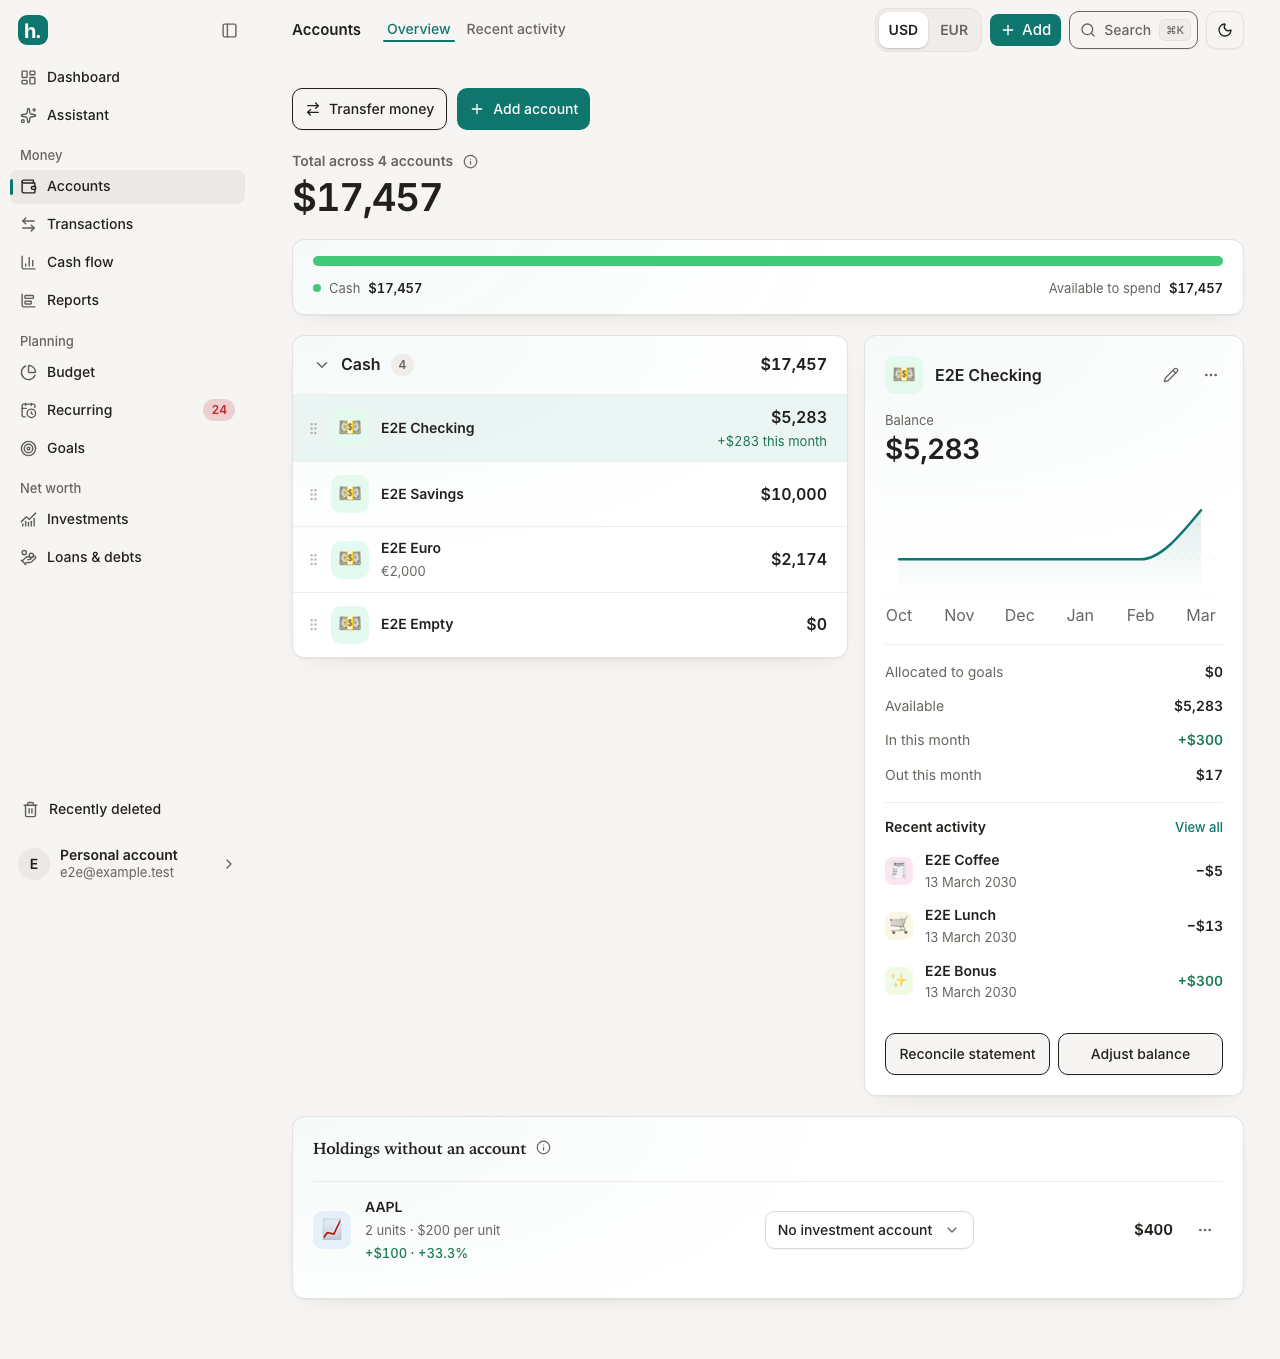 h.
Dashboard
Assistant
Money
Accounts
Transactions
Cash flow
Reports
Planning
Budget
Recurring 24
Goals
Net worth
Investments
Loans & debts
Recently deleted
E
Personal account
e2e@example.test
Accounts Overview Recent activity USD EUR + Add Search ⌘K
Transfer money + Add account
Total across 4 accounts
$17,457
Cash $17,457 Available to spend $17,457
Cash 4 $17,457
E2E Checking $5,283
+$283 this month
E2E Savings $10,000
E2E Euro
€2,000
$2,174
E2E Empty $0
E2E Checking
Balance
$5,283
Oct Nov Dec Jan Feb Mar
Allocated to goals $0
Available $5,283
In this month +$300
Out this month $17
Recent activity View all
E2E Coffee
13 March 2030
−$5
E2E Lunch
13 March 2030
−$13
E2E Bonus
13 March 2030
+$300
Reconcile statement Adjust balance
Holdings without an account
AAPL
2 units · $200 per unit
+$100 · +33.3%
No investment account
$400